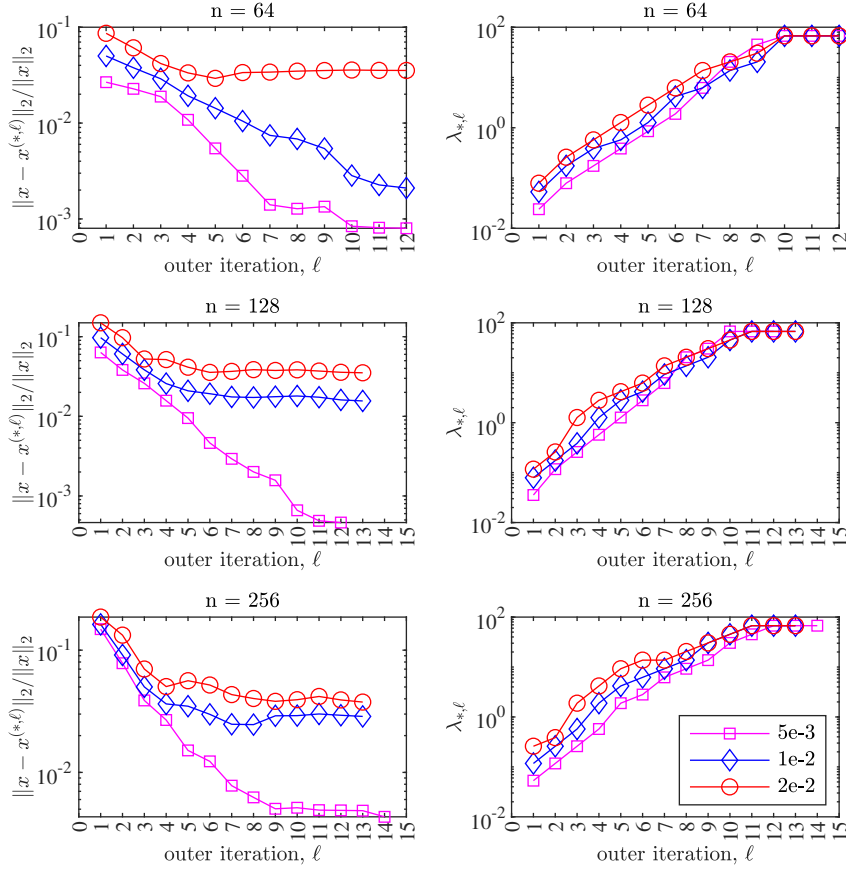 n = 64
10^{-1}
10^{-2}
10^{-3}
‖x − x^{(*,ℓ)}‖_2/‖x‖_2
0 1 2 3 4 5 6 7 8 9 10 11 12
outer iteration, ℓ
n = 64
10^2
10^0
10^{-2}
λ_{*,ℓ}
0 1 2 3 4 5 6 7 8 9 10 11 12
outer iteration, ℓ
n = 128
10^{-1}
10^{-2}
10^{-3}
‖x − x^{(*,ℓ)}‖_2/‖x‖_2
0 1 2 3 4 5 6 7 8 9 10 11 12 13 14 15
outer iteration, ℓ
n = 128
10^2
10^0
10^{-2}
λ_{*,ℓ}
0 1 2 3 4 5 6 7 8 9 10 11 12 13 14 15
outer iteration, ℓ
n = 256
10^{-1}
10^{-2}
‖x − x^{(*,ℓ)}‖_2/‖x‖_2
0 1 2 3 4 5 6 7 8 9 10 11 12 13 14 15
outer iteration, ℓ
n = 256
10^2
10^0
10^{-2}
λ_{*,ℓ}
0 1 2 3 4 5 6 7 8 9 10 11 12 13 14 15
outer iteration, ℓ
5e-3
1e-2
2e-2